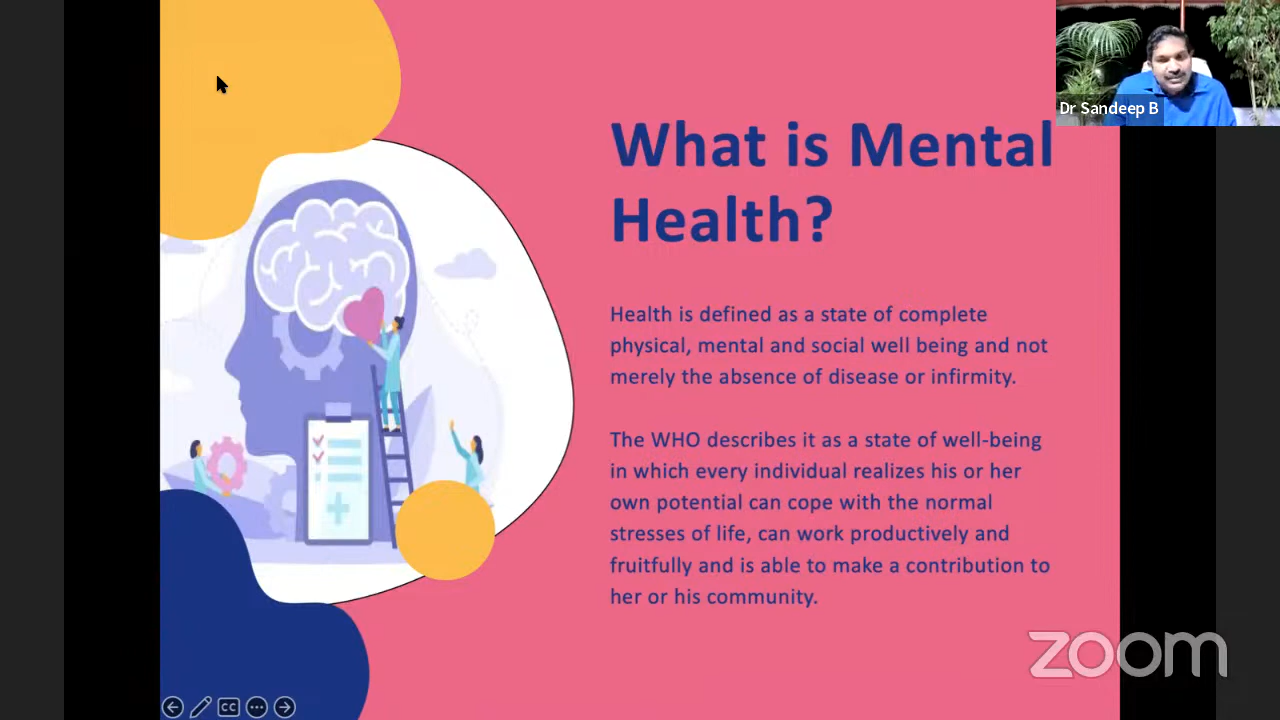 Dr Sandeep B
What is Mental
Health?
Health is defined as a state of complete
physical, mental and social well being and not
merely the absence of disease or infirmity.
The WHO describes it as a state of well-being
in which every individual realizes his or her
own potential can cope with the normal
stresses of life, can work productively and
fruitfully and is able to make a contribution to
her or his community.
zoom
CC